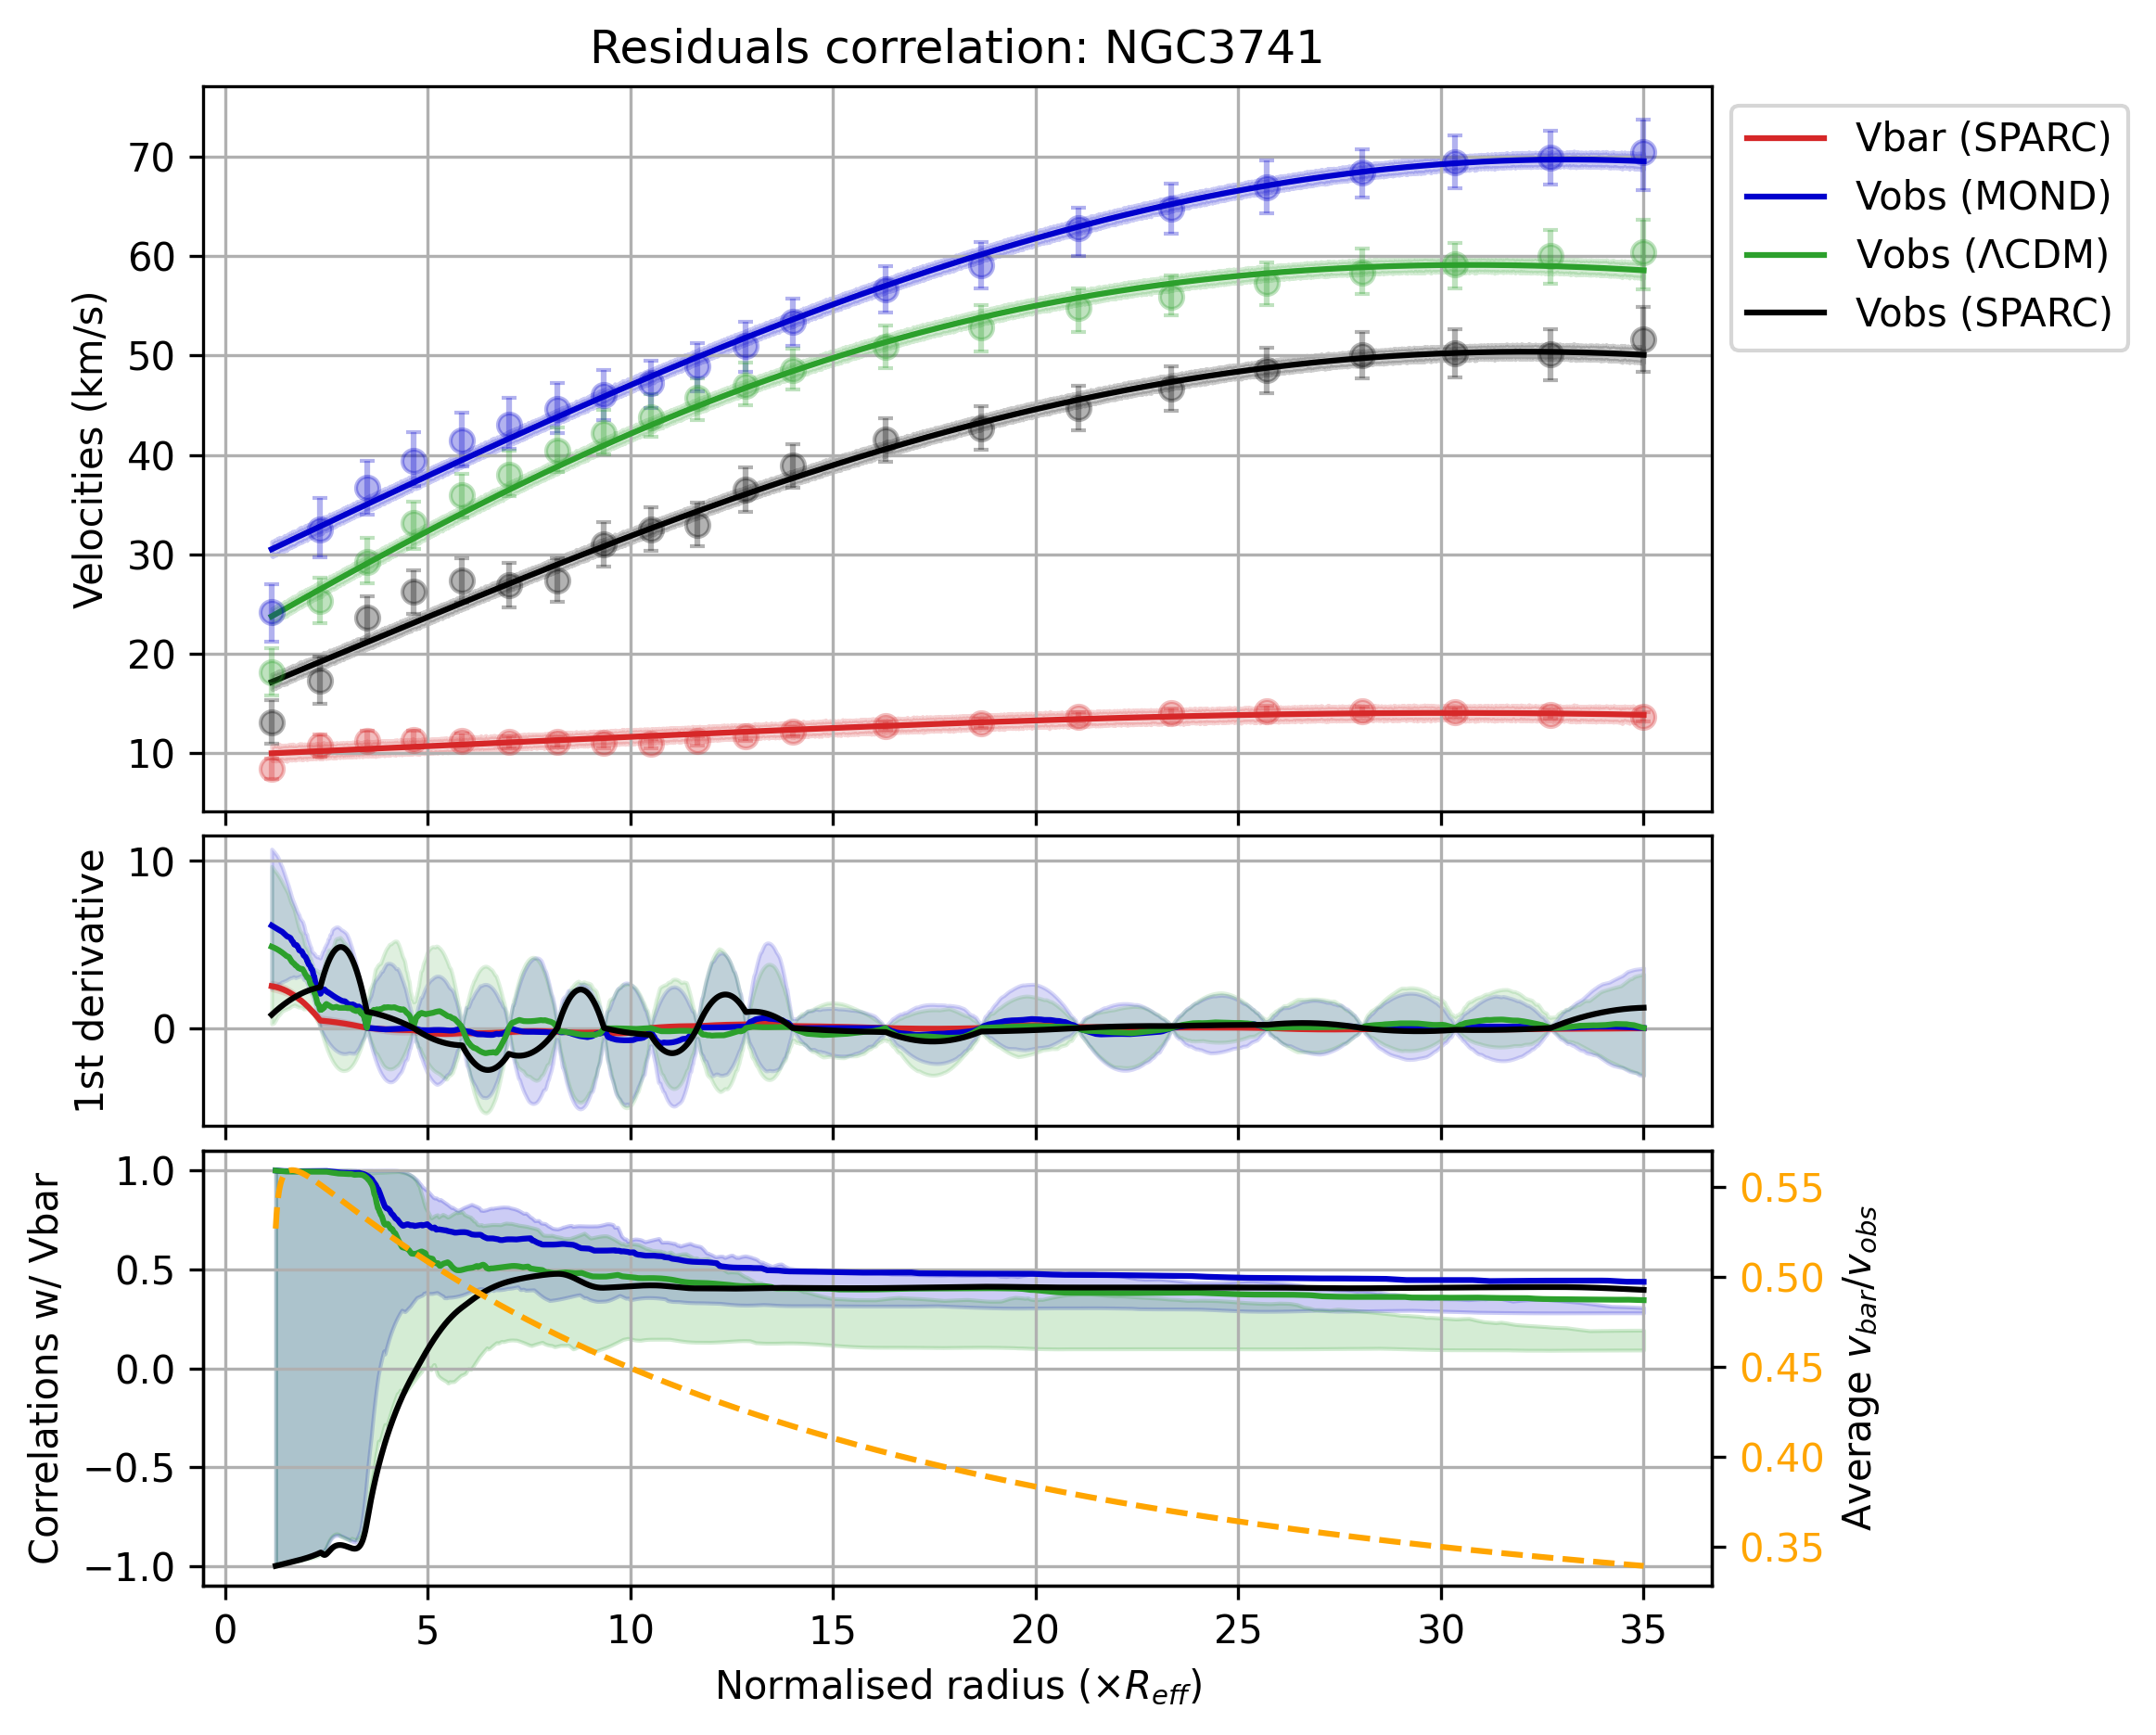 Residuals correlation: NGC3741
Velocities (km/s)
70
60
50
40
30
20
10
Vbar (SPARC)
Vobs (MOND)
Vobs (ΛCDM)
Vobs (SPARC)
1st derivative
10
0
Correlations w/ Vbar
1.0
0.5
0.0
−0.5
−1.0
0.55
0.50
0.45
0.40
0.35
Average v_bar/v_obs
0 5 10 15 20 25 30 35
Normalised radius (×R_eff)